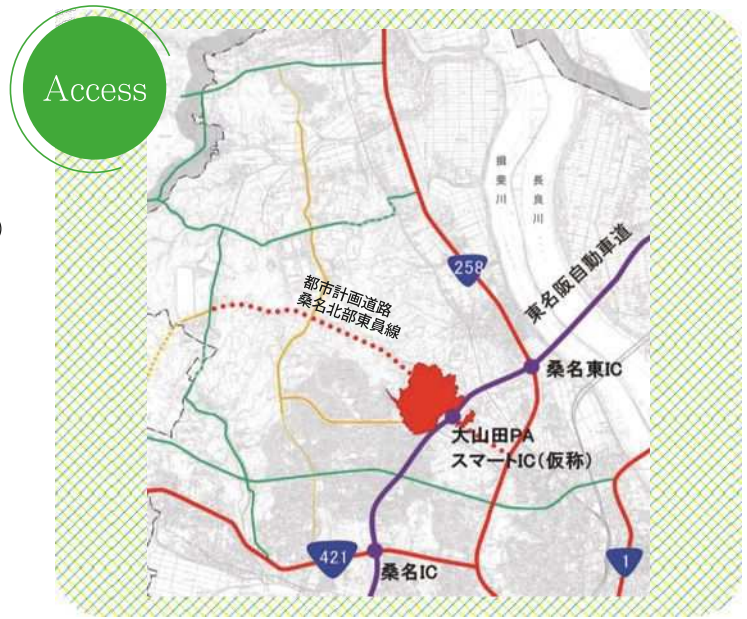 Access
揖斐川
長良川
258
東名阪自動車道
都市計画道路
桑名北部東員線
桑名東IC
大山田PA
スマートIC(仮称)
421
桑名IC
1